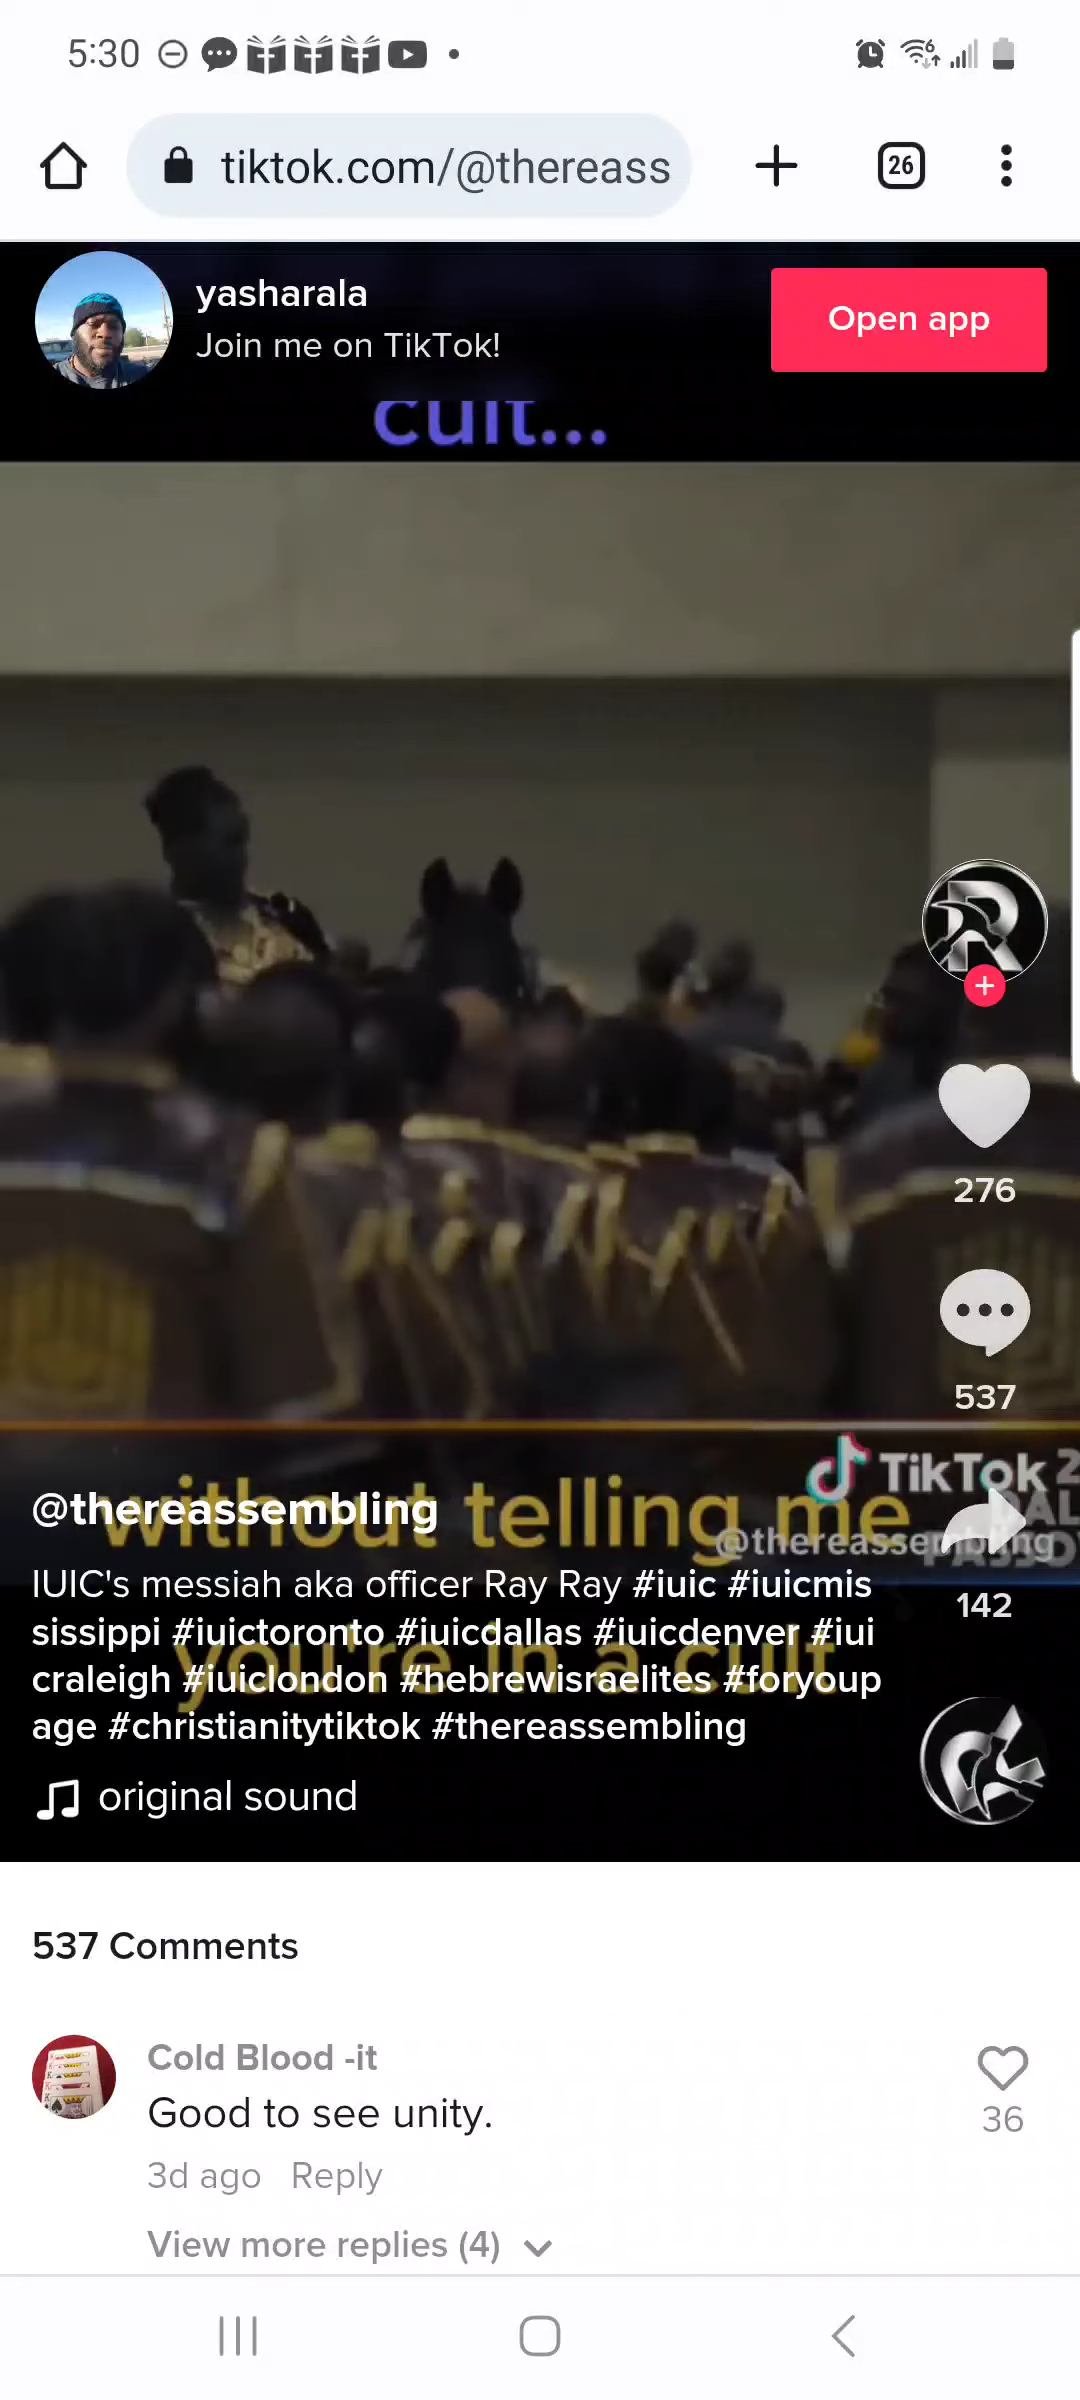 5:30
6
tiktok.com/@thereass
26
yasharala
Join me on TikTok!
Open app
cult...
276
537
TikTok
@thereassembling
without telling me
@thereassembling
IUIC's messiah aka officer Ray Ray #iuic #iuicmis
sissippi #iuictoronto #iuicdallas #iuicdenver #iui
craleigh #iuiclondon #hebrewisraelites #foryoup
age #christianitytiktok #thereassembling
you're in a cult
142
original sound
537 Comments
Cold Blood -it
Good to see unity.
36
3d ago Reply
View more replies (4)